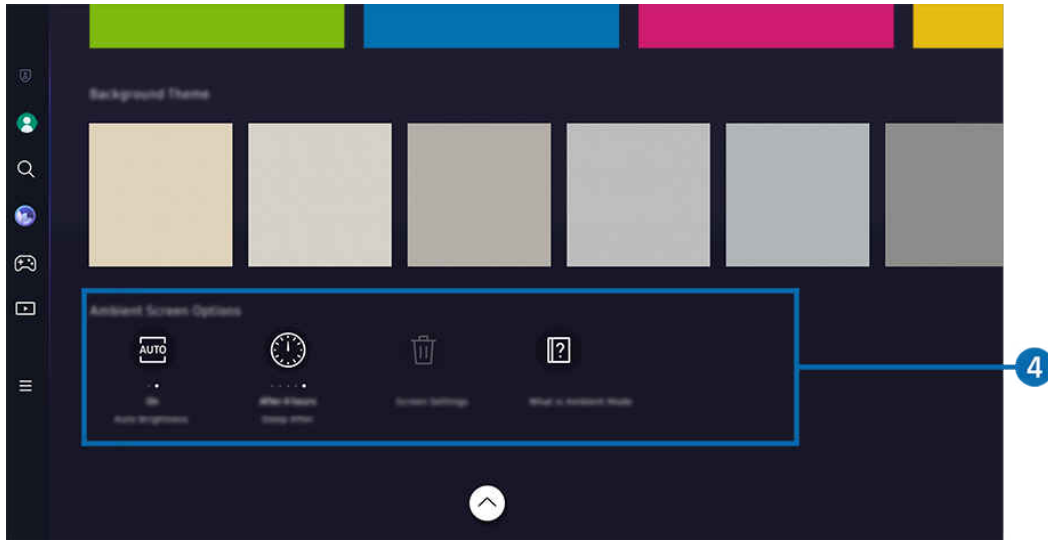 Background Theme
Ambient Screen Options
AUTO
?
On
After 8 hours
Auto Brightness
Sleep After
Screen Settings
What is Ambient Mode
4